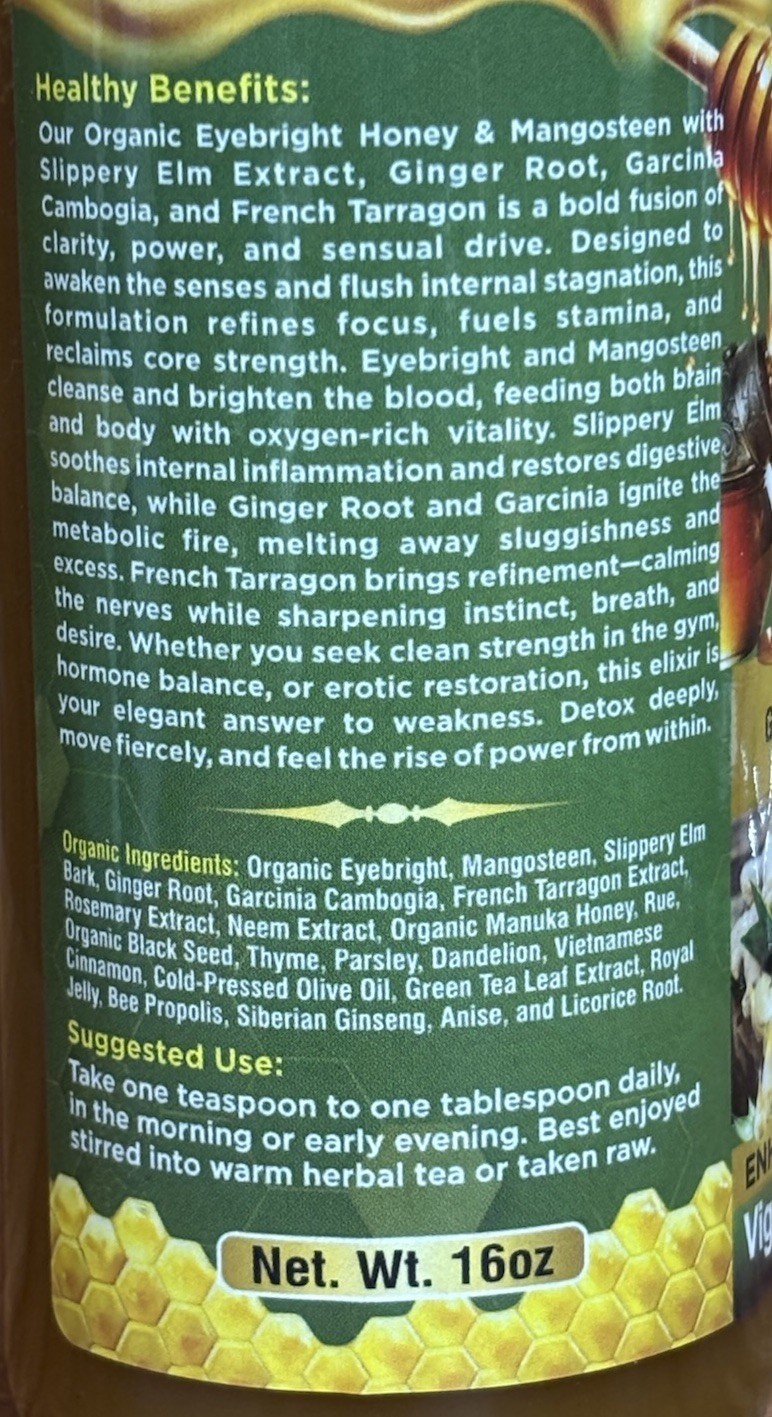 Healthy Benefits:
Our Organic Eyebright Honey & Mangosteen with
Slippery Elm Extract, Ginger Root, Garcinia
Cambogia, and French Tarragon is a bold fusion of
clarity, power, and sensual drive. Designed to
awaken the senses and flush internal stagnation, this
formulation refines focus, fuels stamina, and
reclaims core strength. Eyebright and Mangosteen
cleanse and brighten the blood, feeding both brain
and body with oxygen-rich vitality. Slippery Elm
soothes internal inflammation and restores digestive
balance, while Ginger Root and Garcinia ignite the
metabolic fire, melting away sluggishness and
excess. French Tarragon brings refinement—calming
the nerves while sharpening instinct, breath, and
desire. Whether you seek clean strength in the gym,
hormone balance, or erotic restoration, this elixir is
your elegant answer to weakness. Detox deeply,
move fiercely, and feel the rise of power from within.
Organic Ingredients: Organic Eyebright, Mangosteen, Slippery Elm
Bark, Ginger Root, Garcinia Cambogia, French Tarragon Extract,
Rosemary Extract, Neem Extract, Organic Manuka Honey, Rue,
Organic Black Seed, Thyme, Parsley, Dandelion, Vietnamese
Cinnamon, Cold-Pressed Olive Oil, Green Tea Leaf Extract, Royal
Jelly, Bee Propolis, Siberian Ginseng, Anise, and Licorice Root.
Suggested Use:
Take one teaspoon to one tablespoon daily,
in the morning or early evening. Best enjoyed
stirred into warm herbal tea or taken raw.
Net. Wt. 16oz